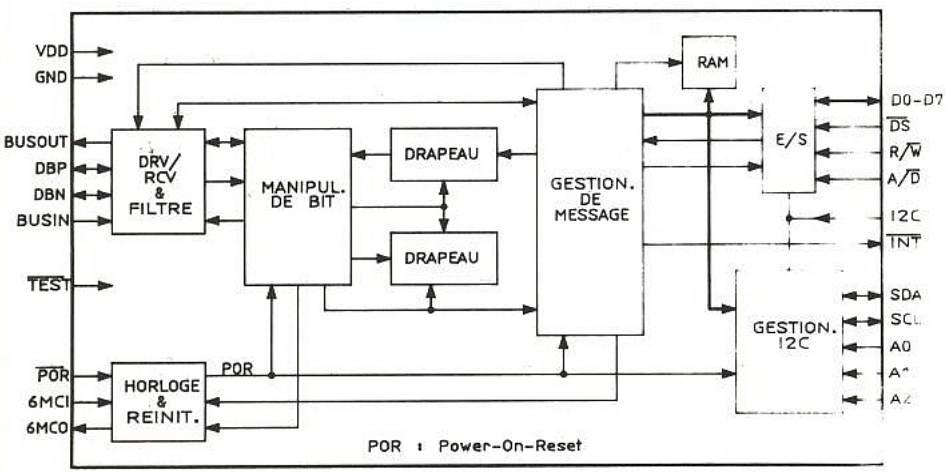 VDD
GND
BUSOUT
DBP
DBN
BUSIN
TEST
POR
6MCI
6MCO
DRV/
RCV
&
FILTRE
MANIPUL.
DE BIT
DRAPEAU
DRAPEAU
HORLOGE
&
REINIT.
POR
GESTION.
DE
MESSAGE
RAM
E/S
GESTION.
I2C
D0-D7
DS
R/W
A/D
I2C
INT
SDA
SCL
A0
POR : Power-On-Reset